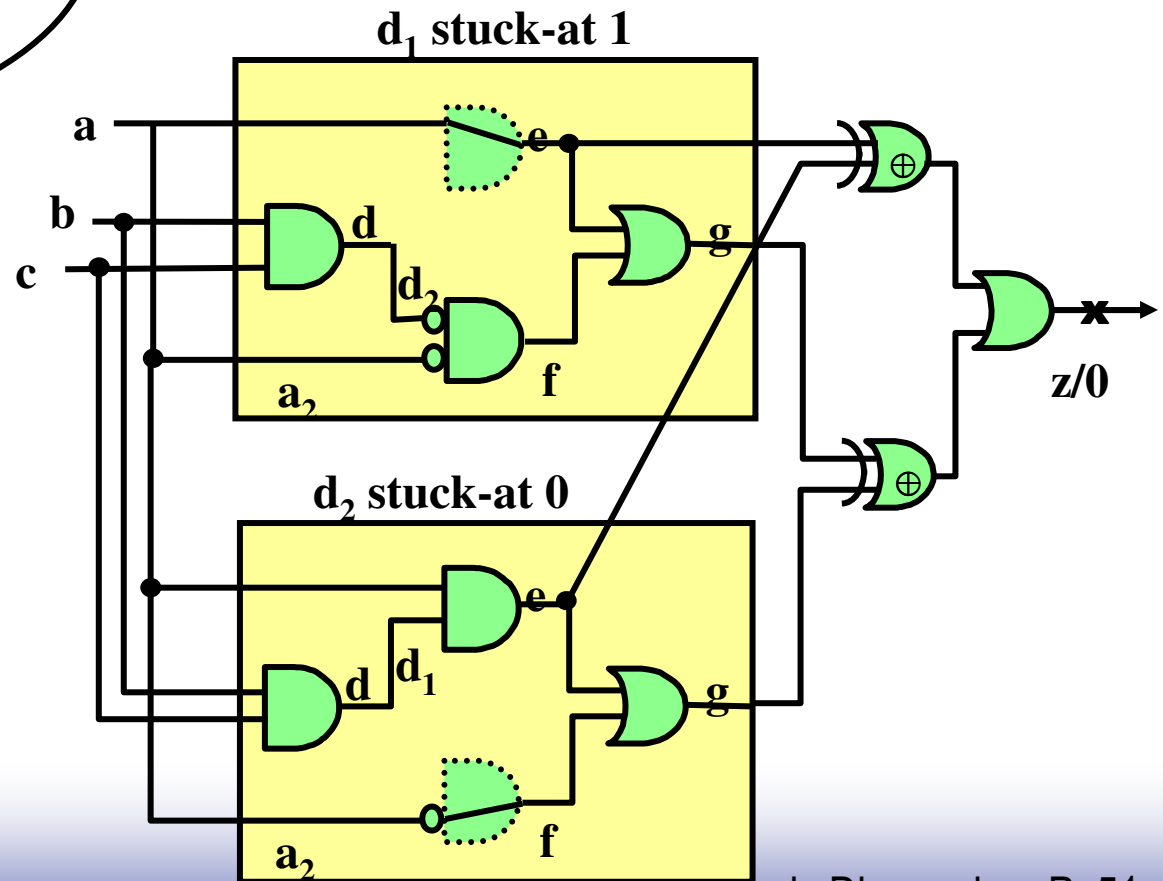 d₁ stuck-at 1
a
e
b
d
g
c
d₂
f
z/0
a₂
d₂ stuck-at 0
e
d₁
d
g
f
a₂